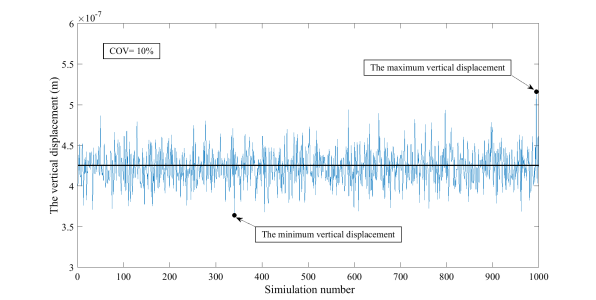 ×10⁻⁷
6
5.5
5
4.5
4
3.5
3
The vertical displacement (m)
COV= 10%
The maximum vertical displacement
The minimum vertical displacement
0 100 200 300 400 500 600 700 800 900 1000
Simiulation number